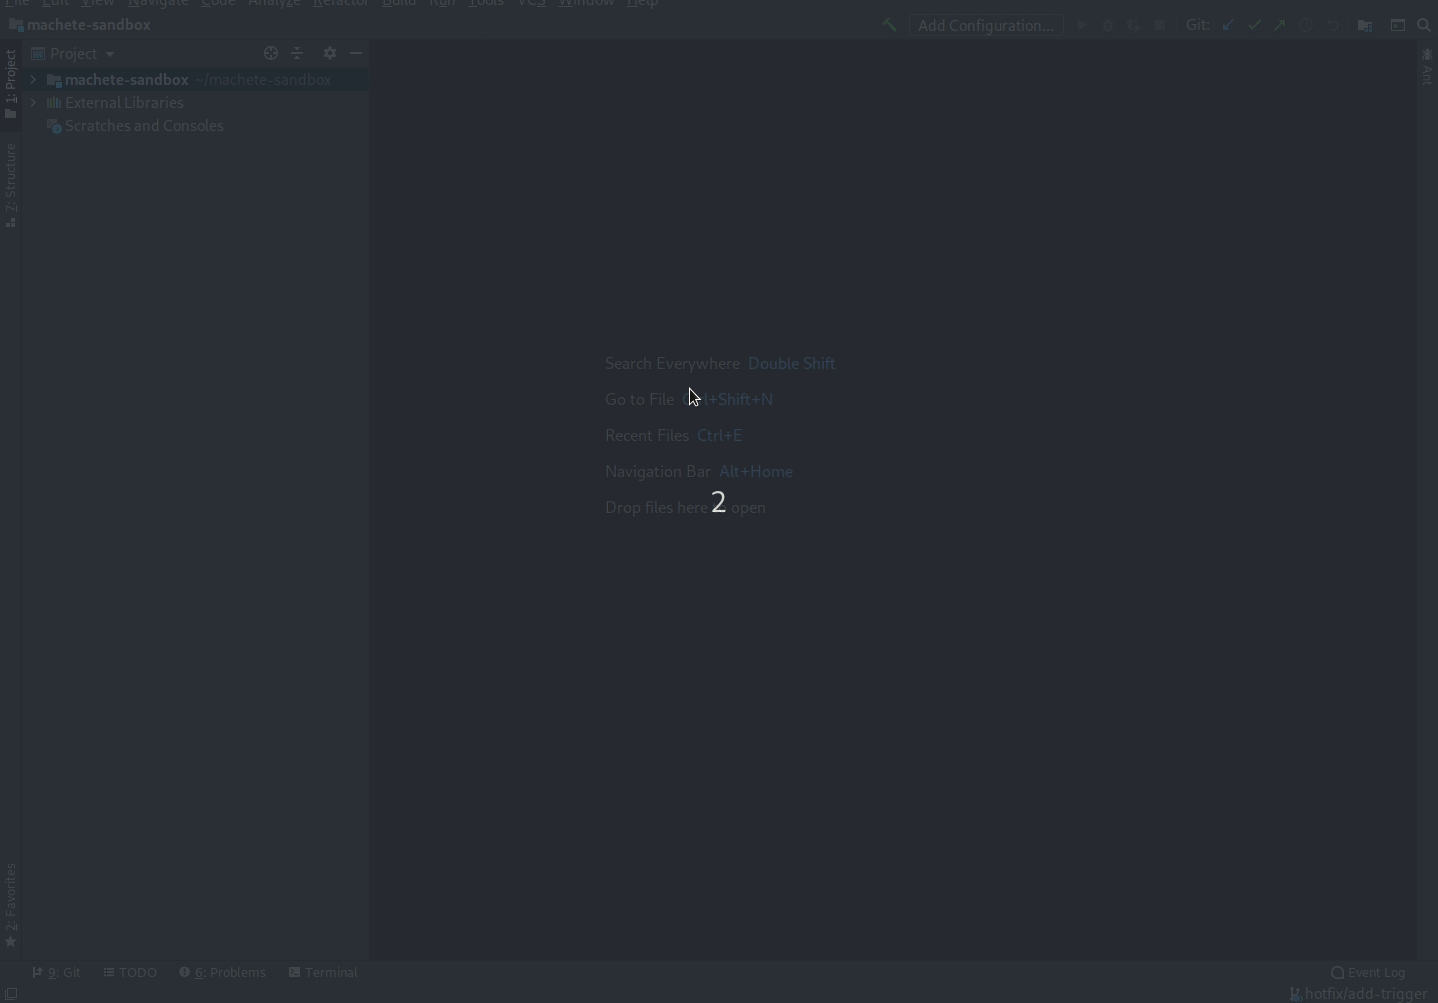 File Edit View Navigate Code Analyze Refactor Build Run Tools VCS Window Help
machete-sandbox Add Configuration... Git:
1: Project
Project
machete-sandbox ~/machete-sandbox
External Libraries
Scratches and Consoles
Ant
7: Structure
Search Everywhere Double Shift
Go to File Ctrl+Shift+N
Recent Files Ctrl+E
Navigation Bar Alt+Home
Drop files here 2 open
2: Favorites
9: Git TODO 6: Problems Terminal Event Log
hotfix/add-trigger